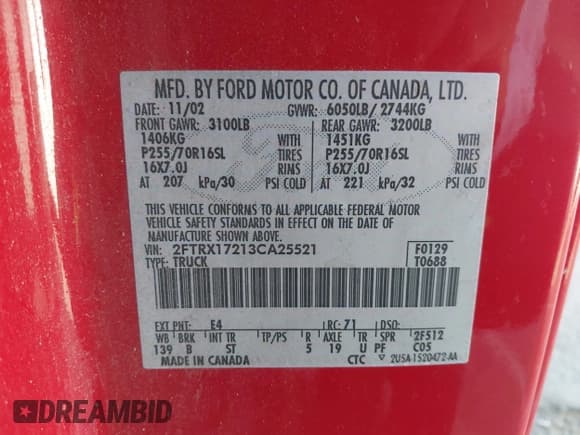 MFD. BY FORD MOTOR CO. OF CANADA, LTD.
DATE: 11/02 GVWR: 6050LB/ 2744KG
FRONT GAWR: 3100LB REAR GAWR: 3200LB
1406KG WITH 1451KG WITH
P255/70R16SL TIRES P255/70R16SL TIRES
16X7.0J RIMS 16X7.0J RIMS
AT 207 kPa/30 PSI COLD AT 221 kPa/32 PSI COLD
THIS VEHICLE CONFORMS TO ALL APPLICABLE FEDERAL MOTOR
VEHICLE SAFETY STANDARDS IN EFFECT ON THE DATE OF
MANUFACTURE SHOWN ABOVE.
VIN: 2FTRX17213CA25521 F0129
TYPE: TRUCK T0688
EXT PNT: E4 RC: 71 DSO:
WB BRK INT TR TP/PS R AXLE TR SPR 2F512
139 B ST 5 19 U PF C05
MADE IN CANADA CTC 2U5A-1520472-AA
DREAMBID